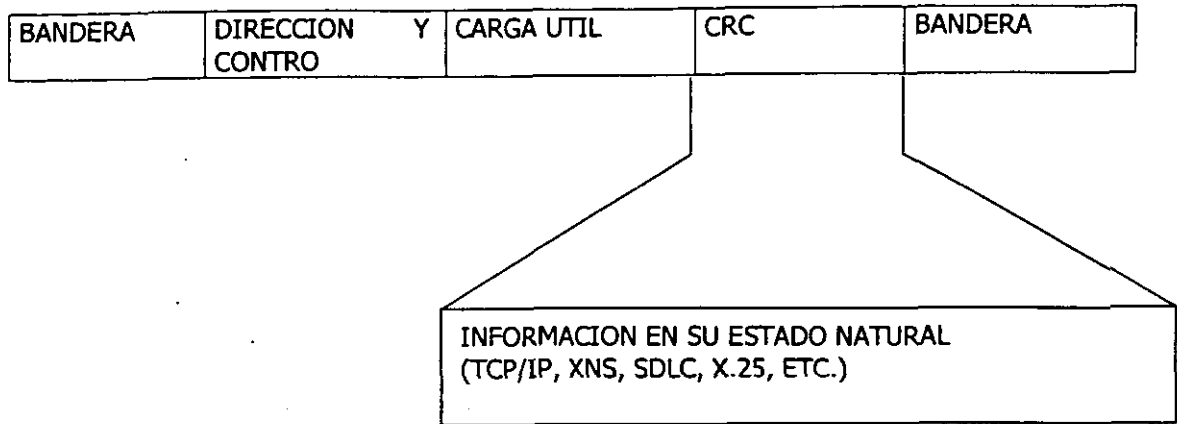 BANDERA
DIRECCION Y
CONTRO
CARGA UTIL
CRC
BANDERA
INFORMACION EN SU ESTADO NATURAL
(TCP/IP, XNS, SDLC, X.25, ETC.)